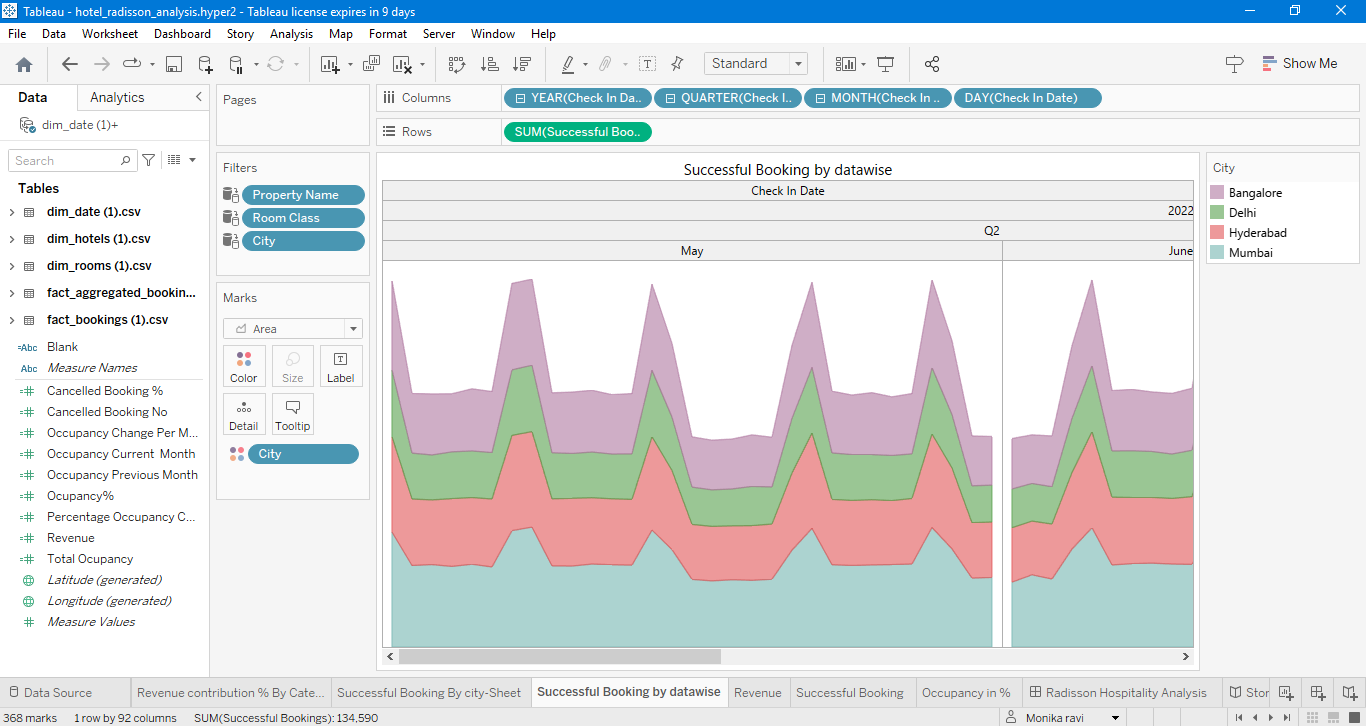 Tableau - hotel_radisson_analysis.hyper2 - Tableau license expires in 9 days
File Data Worksheet Dashboard Story Analysis Map Format Server Window Help
Standard
Show Me
Data Analytics
dim_date (1)+
Search
Tables
dim_date (1).csv
dim_hotels (1).csv
dim_rooms (1).csv
fact_aggregated_bookin...
fact_bookings (1).csv
=Abc Blank
Abc Measure Names
Cancelled Booking %
Cancelled Booking No
Occupancy Change Per M...
Occupancy Current Month
Occupancy Previous Month
Ocupancy%
Percentage Occupancy C...
Revenue
Total Ocupancy
Latitude (generated)
Longitude (generated)
Measure Values
Pages
Filters
Property Name
Room Class
City
Marks
Area
Color Size Label
Detail Tooltip
City
Columns YEAR(Check In Da.. QUARTER(Check I.. MONTH(Check In .. DAY(Check In Date)
Rows SUM(Successful Boo..
Successful Booking by datawise
Check In Date
2022
Q2
May June
City
Bangalore
Delhi
Hyderabad
Mumbai
Data Source Revenue contribution % By Cate... Successful Booking By city-Sheet Successful Booking by datawise Revenue Successful Booking Occupancy in % Radisson Hospitality Analysis Stor
368 marks 1 row by 92 columns SUM(Successful Bookings): 134.590 Monika ravi